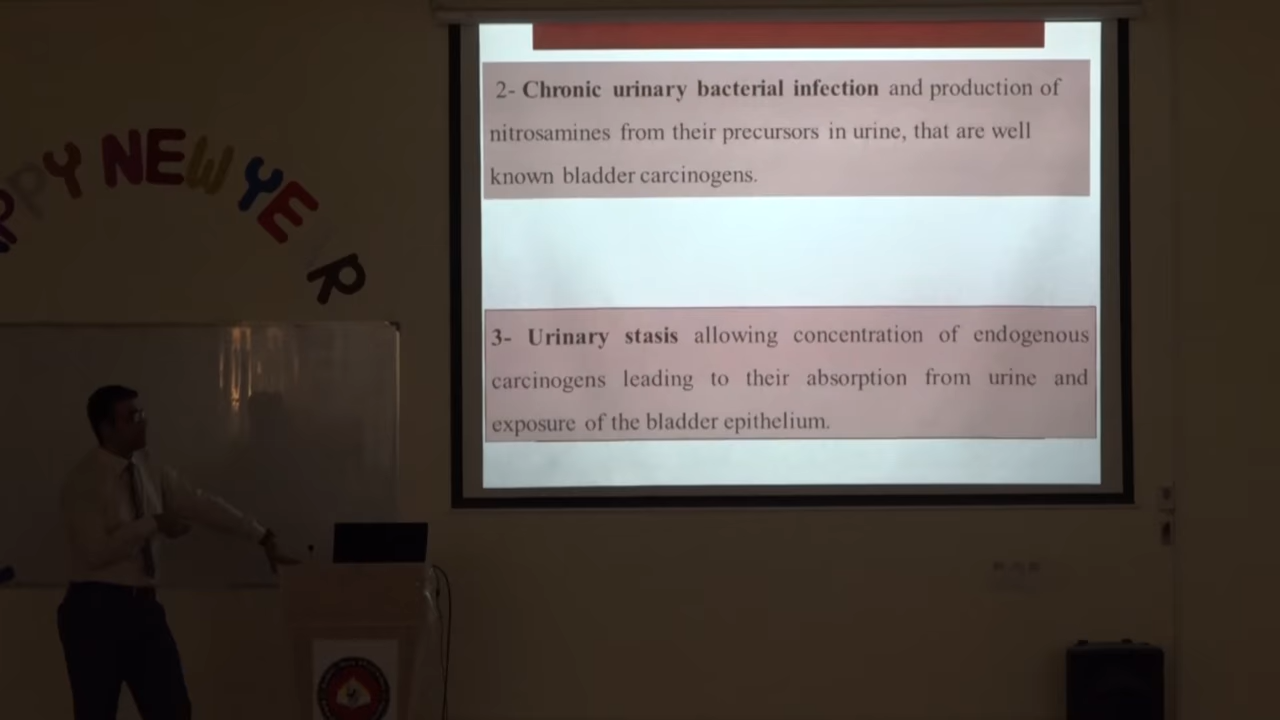 HAPPY NEW YEAR
2- Chronic urinary bacterial infection and production of
nitrosamines from their precursors in urine, that are well
known bladder carcinogens.
3- Urinary stasis allowing concentration of endogenous
carcinogens leading to their absorption from urine and
exposure of the bladder epithelium.